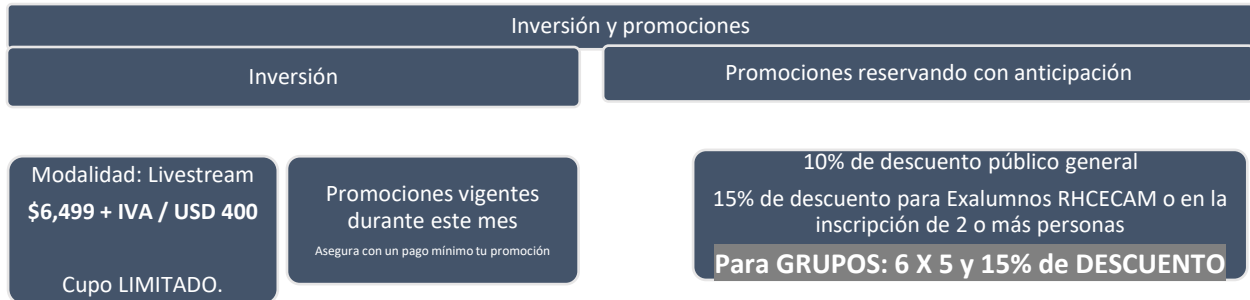 Inversión y promociones
Inversión
Promociones reservando con anticipación
Modalidad: Livestream
$6,499 + IVA / USD 400
Cupo LIMITADO.
Promociones vigentes
durante este mes
Asegura con un pago mínimo tu promoción
10% de descuento público general
15% de descuento para Exalumnos RHCECAM o en la
inscripción de 2 o más personas
Para GRUPOS: 6 X 5 y 15% de DESCUENTO